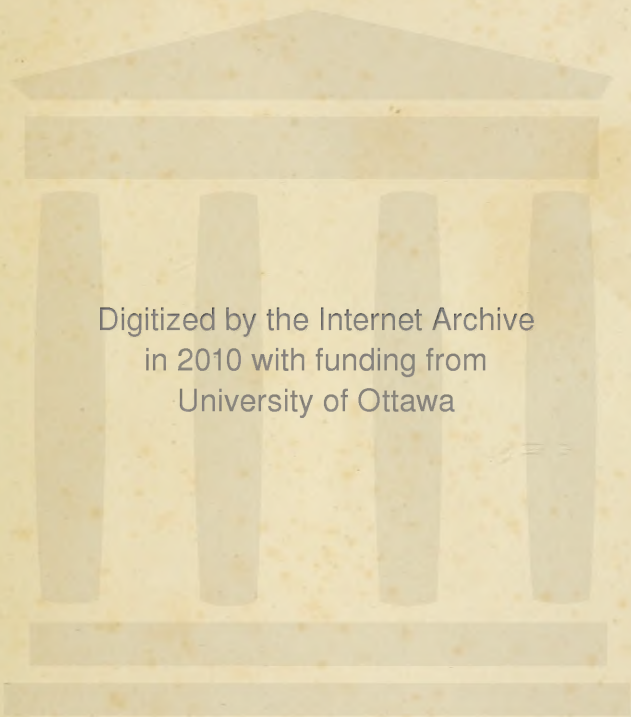 Digitized by the Internet Archive
in 2010 with funding from
University of Ottawa